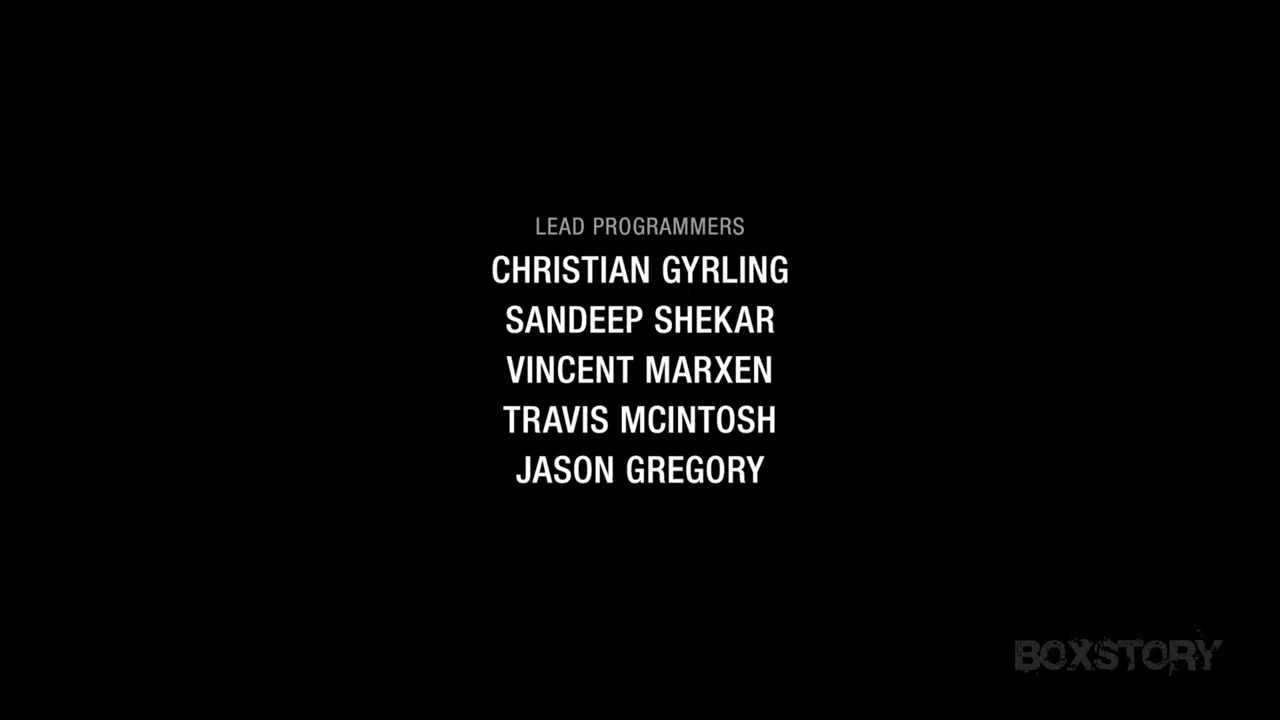 LEAD PROGRAMMERS
CHRISTIAN GYRLING
SANDEEP SHEKAR
VINCENT MARXEN
TRAVIS MCINTOSH
JASON GREGORY
BOXSTORY